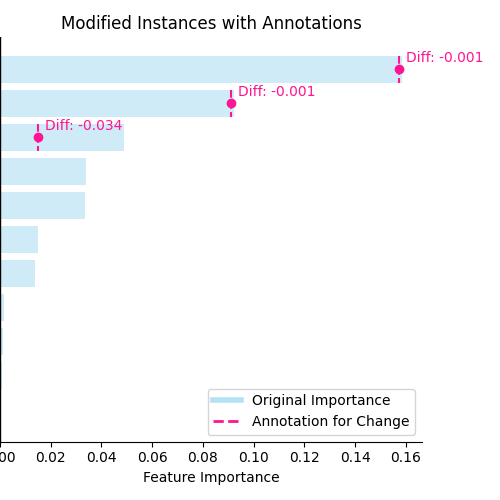 Modified Instances with Annotations
Diff: -0.001
Diff: -0.001
Diff: -0.034
Original Importance
Annotation for Change
00 0.02 0.04 0.06 0.08 0.10 0.12 0.14 0.16
Feature Importance